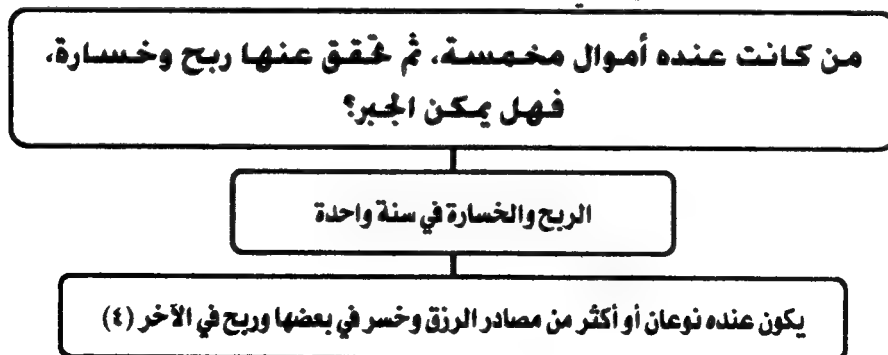 من كانت عنده أموال مخمسة، ثم تحقق عنها ربح وخسارة،
فهل يمكن الجبر؟
الربح والخسارة في سنة واحدة
يكون عنده نوعان أو أكثر من مصادر الرزق وخسر في بعضها وربح في الآخر (٤)